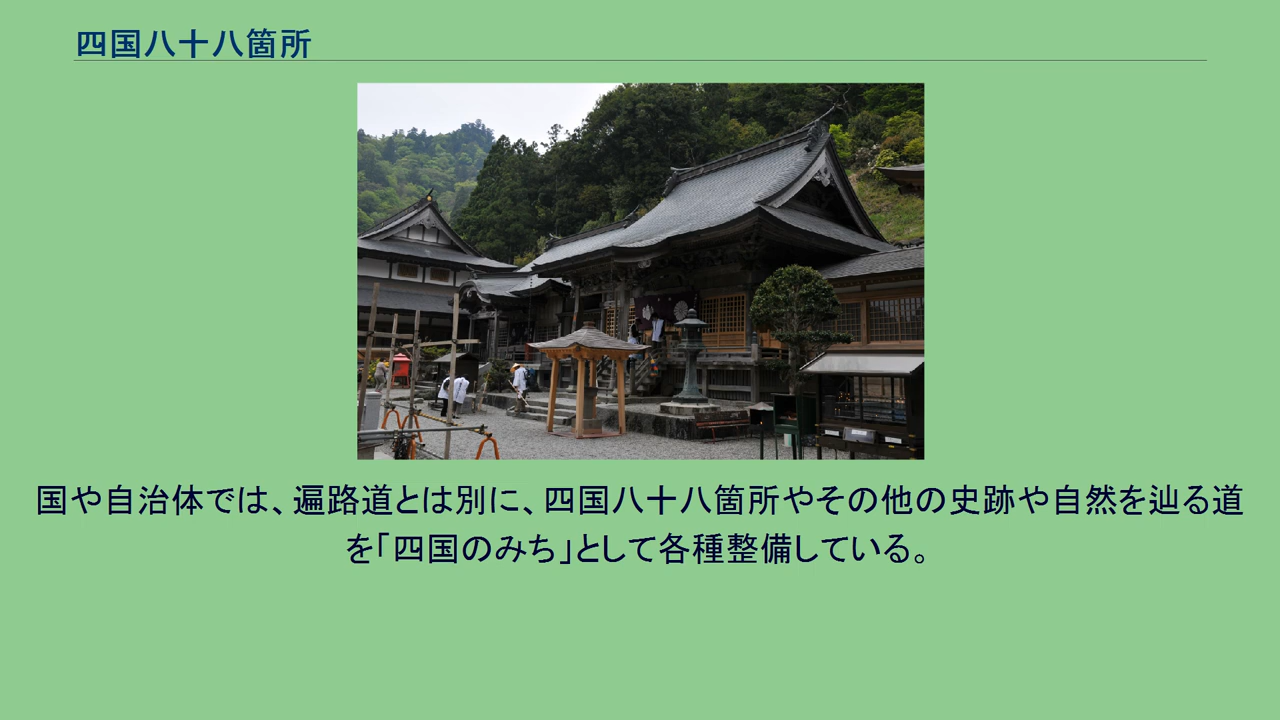 四国八十八箇所
国や自治体では、遍路道とは別に、四国八十八箇所やその他の史跡や自然を辿る道
を「四国のみち」として各種整備している。